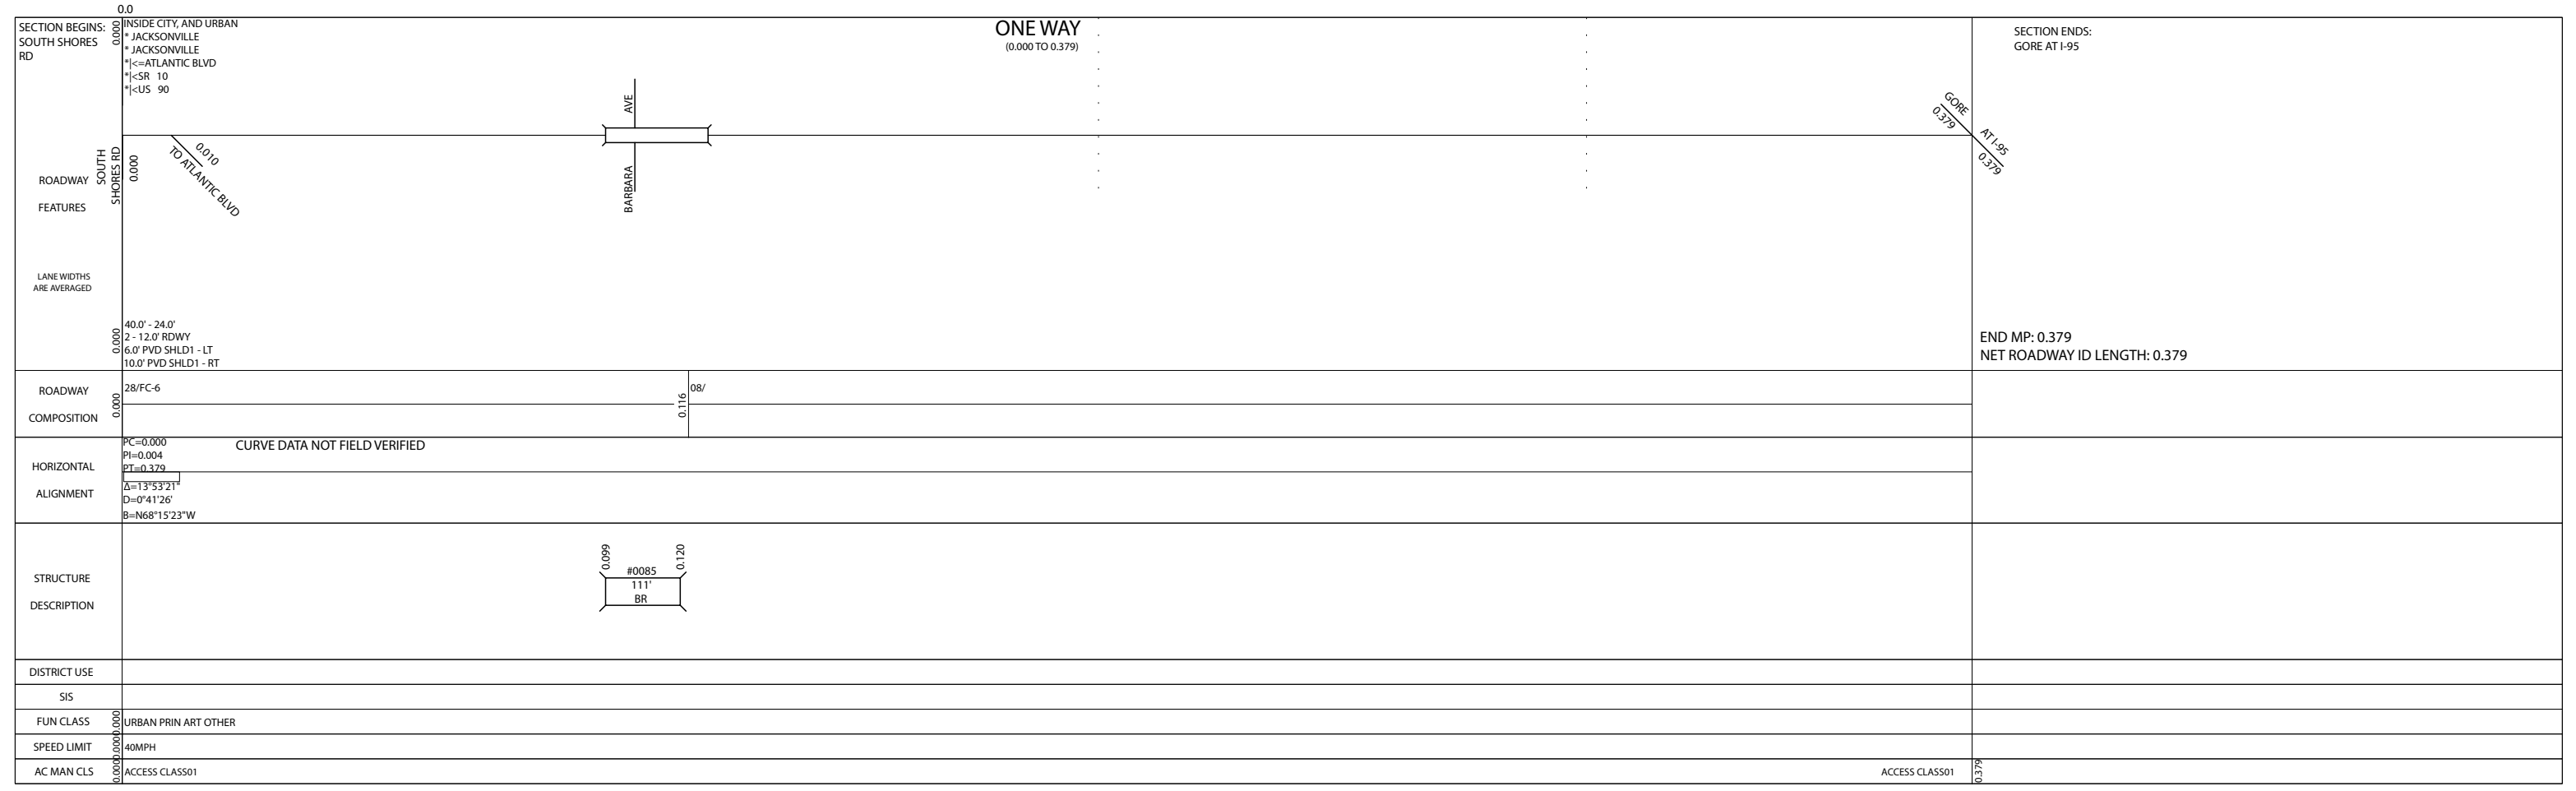 0.0
SECTION BEGINS:
SOUTH SHORES
RD
0.000
INSIDE CITY, AND URBAN
* JACKSONVILLE
* JACKSONVILLE
*|<=ATLANTIC BLVD
*|<SR 10
*|<US 90
ONE WAY
(0.000 TO 0.379)
SECTION ENDS:
GORE AT I-95
ROADWAY
FEATURES
SOUTH
SHORES RD
0.000
0.010
TO ATLANTIC BLVD
AVE
BARBARA
GORE
0.379
AT I-95
0.379
LANE WIDTHS
ARE AVERAGED
0.000
40.0' - 24.0'
2 - 12.0' RDWY
6.0' PVD SHLD1 - LT
10.0' PVD SHLD1 - RT
END MP: 0.379
NET ROADWAY ID LENGTH: 0.379
ROADWAY
COMPOSITION
0.000
28/FC-6
0.116
08/
HORIZONTAL
ALIGNMENT
PC=0.000
PI=0.004
PT=0.379
CURVE DATA NOT FIELD VERIFIED
Δ=13°53'21"
D=0°41'26'
B=N68°15'23"W
STRUCTURE
DESCRIPTION
0.099
0.120
#0085
111'
BR
DISTRICT USE
SIS
FUN CLASS
0.000
URBAN PRIN ART OTHER
SPEED LIMIT
0.000
40MPH
AC MAN CLS
0.000
ACCESS CLASS01
ACCESS CLASS01
0.379